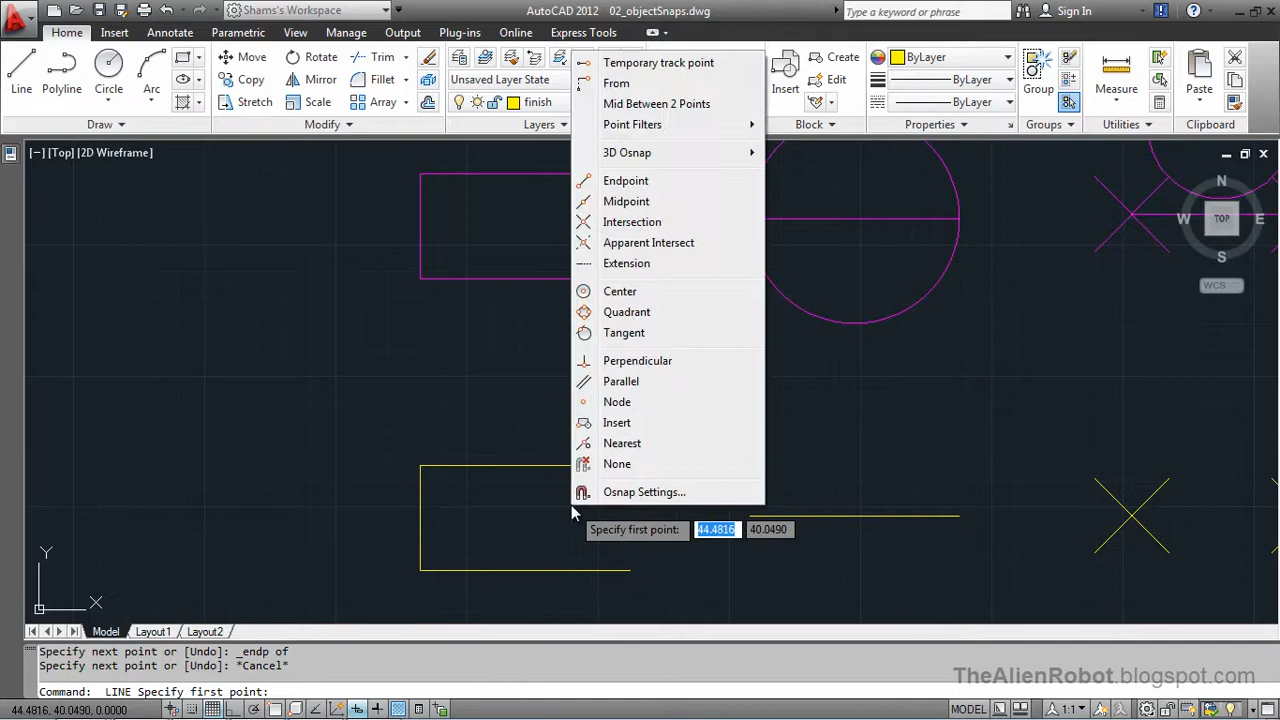 Shams's Workspace
AutoCAD 2012 02_objectSnaps.dwg
Type a keyword or phrase
Sign In
Home Insert Annotate Parametric View Manage Output Plug-ins Online Express Tools
Line
Polyline
Circle
Arc
Draw
Move
Copy
Stretch
Rotate
Mirror
Scale
Trim
Fillet
Array
Modify
Unsaved Layer State
finish
Layers
Insert
Create
Edit
Block
ByLayer
ByLayer
ByLayer
Properties
Group
Groups
Measure
Utilities
Paste
Clipboard
[−] [Top] [2D Wireframe]
Temporary track point
From
Mid Between 2 Points
Point Filters
3D Osnap
Endpoint
Midpoint
Intersection
Apparent Intersect
Extension
Center
Quadrant
Tangent
Perpendicular
Parallel
Node
Insert
Nearest
None
Osnap Settings...
N
W TOP E
S
WCS
Specify first point: 44.4816 40.0490
Y
X
Model Layout1 Layout2
Specify next point or [Undo]: _endp of
Specify next point or [Undo]: *Cancel*
Command: LINE Specify first point:
TheAlienRobot.blogspot.com
44.4816, 40.0490, 0.0000
MODEL
1:1